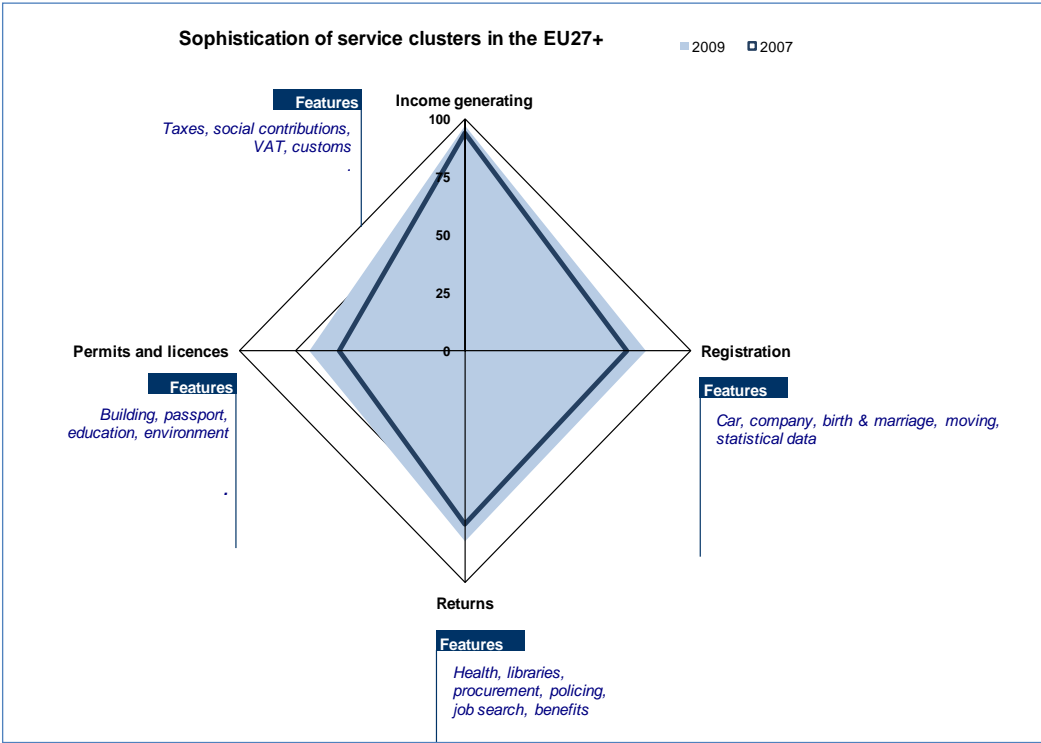 Sophistication of service clusters in the EU27+
2009 2007
Features
Taxes, social contributions,
VAT, customs
.
Income generating
100
75
50
25
0
Permits and licences
Features
Building, passport,
education, environment
.
Registration
Features
Car, company, birth & marriage, moving,
statistical data
Returns
Features
Health, libraries,
procurement, policing,
job search, benefits